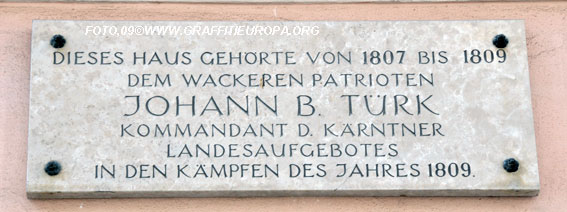 FOTO,09©WWW.GRAFFITIEUROPA.ORG
DIESES HAUS GEHÖRTE VON 1807 BIS 1809
DEM WACKEREN PATRIOTEN
JOHANN B. TÜRK
KOMMANDANT D. KÄRNTNER
LANDESAUFGEBOTES
IN DEN KÄMPFEN DES JAHRES 1809.